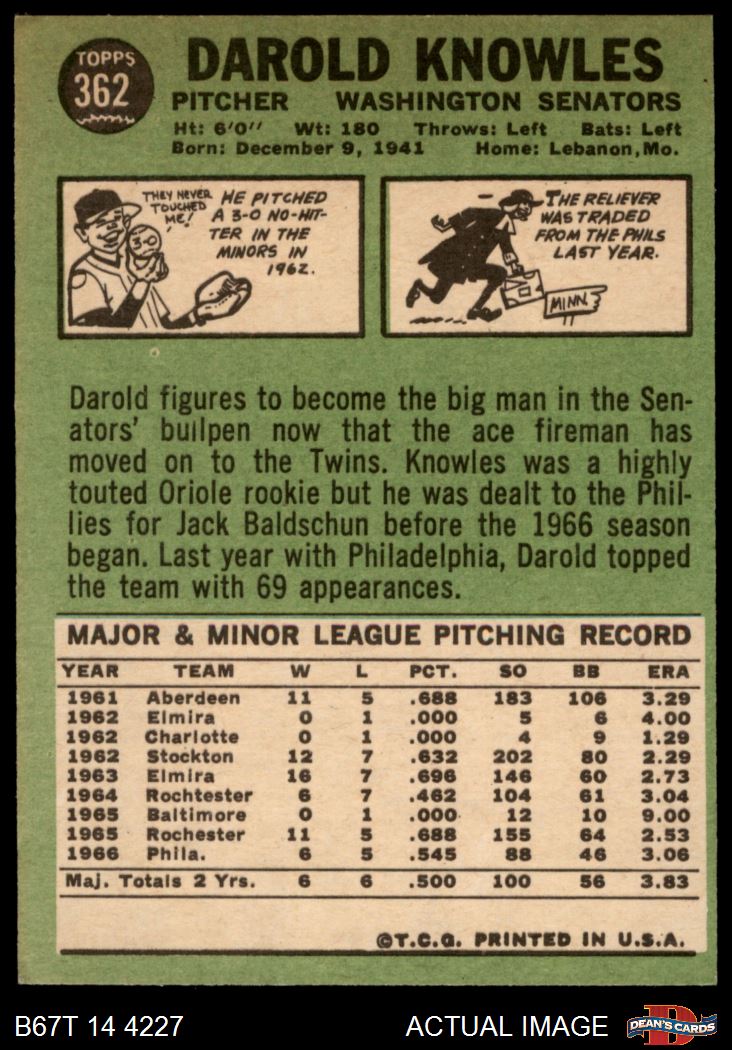 TOPPS
362
DAROLD KNOWLES
PITCHER WASHINGTON SENATORS
Ht: 6'0" Wt: 180 Throws: Left Bats: Left
Born: December 9, 1941 Home: Lebanon, Mo.
THEY NEVER
TOUCHED
ME!
3-0
HE PITCHED
A 3-0 NO-HIT-
TER IN THE
MINORS IN
1962.
THE RELIEVER
WAS TRADED
FROM THE PHILS
LAST YEAR.
MINN.
Darold figures to become the big man in the Sen-
ators' bullpen now that the ace fireman has
moved on to the Twins. Knowles was a highly
touted Oriole rookie but he was dealt to the Phil-
lies for Jack Baldschun before the 1966 season
began. Last year with Philadelphia, Darold topped
the team with 69 appearances.
MAJOR & MINOR LEAGUE PITCHING RECORD
YEAR TEAM W L PCT. SO BB ERA
1961 Aberdeen 11 5 .688 183 106 3.29
1962 Elmira 0 1 .000 5 6 4.00
1962 Charlotte 0 1 .000 4 9 1.29
1962 Stockton 12 7 .632 202 80 2.29
1963 Elmira 16 7 .696 146 60 2.73
1964 Rochtester 6 7 .462 104 61 3.04
1965 Baltimore 0 1 .000 12 10 9.00
1965 Rochester 11 5 .688 155 64 2.53
1966 Phila. 6 5 .545 88 46 3.06
Maj. Totals 2 Yrs. 6 6 .500 100 56 3.83
©T.C.G. PRINTED IN U.S.A.
B67T 14 4227 ACTUAL IMAGE
DEAN'S CARDS